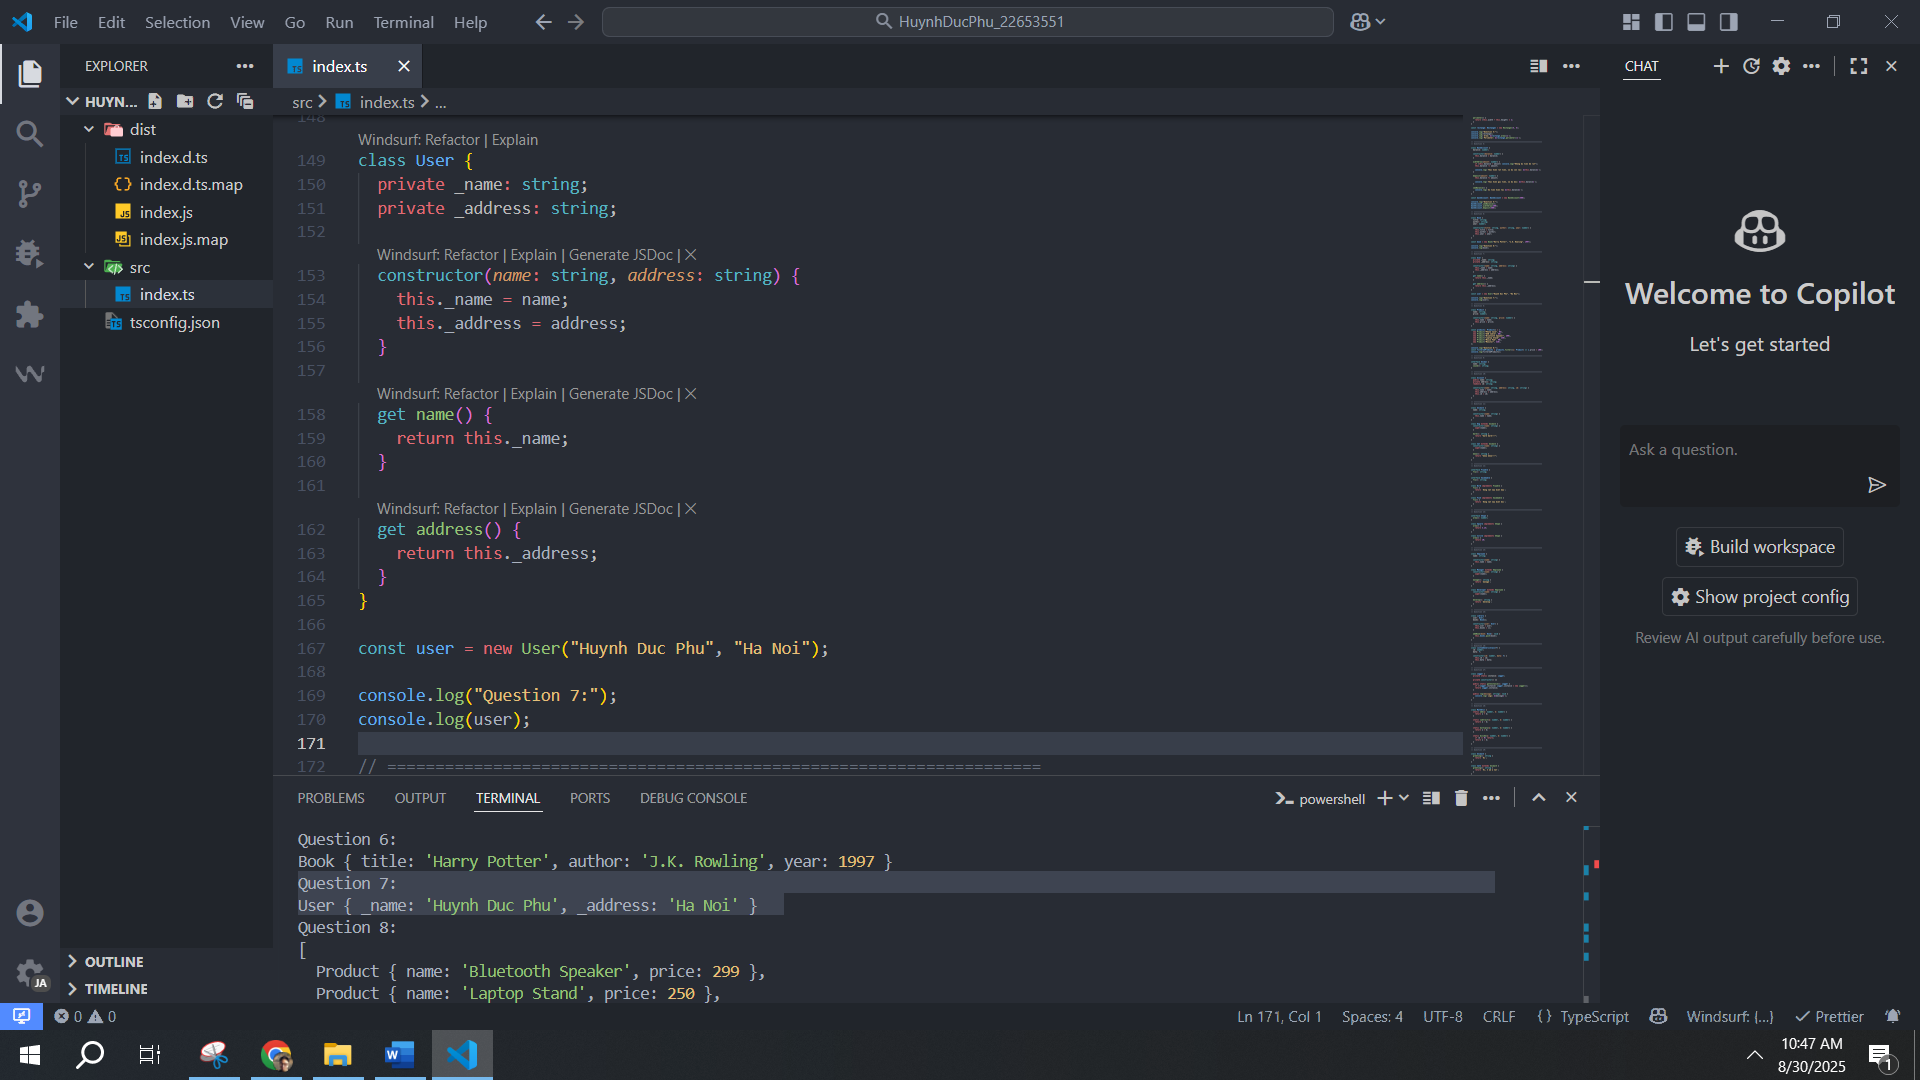 File Edit Selection View Go Run Terminal Help
HuynhDucPhu_22653551
EXPLORER
HUYN...
dist
index.d.ts
index.d.ts.map
index.js
index.js.map
src
index.ts
tsconfig.json
OUTLINE
TIMELINE
index.ts
src > index.ts > ...
148
Windsurf: Refactor | Explain
149 class User {
150 private _name: string;
151 private _address: string;
152
Windsurf: Refactor | Explain | Generate JSDoc | X
153 constructor(name: string, address: string) {
154 this._name = name;
155 this._address = address;
156 }
157
Windsurf: Refactor | Explain | Generate JSDoc | X
158 get name() {
159 return this._name;
160 }
161
Windsurf: Refactor | Explain | Generate JSDoc | X
162 get address() {
163 return this._address;
164 }
165 }
166
167 const user = new User("Huynh Duc Phu", "Ha Noi");
168
169 console.log("Question 7:");
170 console.log(user);
171
172 // ====================================================================
PROBLEMS OUTPUT TERMINAL PORTS DEBUG CONSOLE
powershell
Question 6:
Book { title: 'Harry Potter', author: 'J.K. Rowling', year: 1997 }
Question 7:
User { _name: 'Huynh Duc Phu', _address: 'Ha Noi' }
Question 8:
[
Product { name: 'Bluetooth Speaker', price: 299 },
Product { name: 'Laptop Stand', price: 250 },
CHAT
Welcome to Copilot
Let's get started
Ask a question.
Build workspace
Show project config
Review AI output carefully before use.
JA
0 0
Ln 171, Col 1 Spaces: 4 UTF-8 CRLF {} TypeScript Windsurf: {...} Prettier
10:47 AM
8/30/2025
1